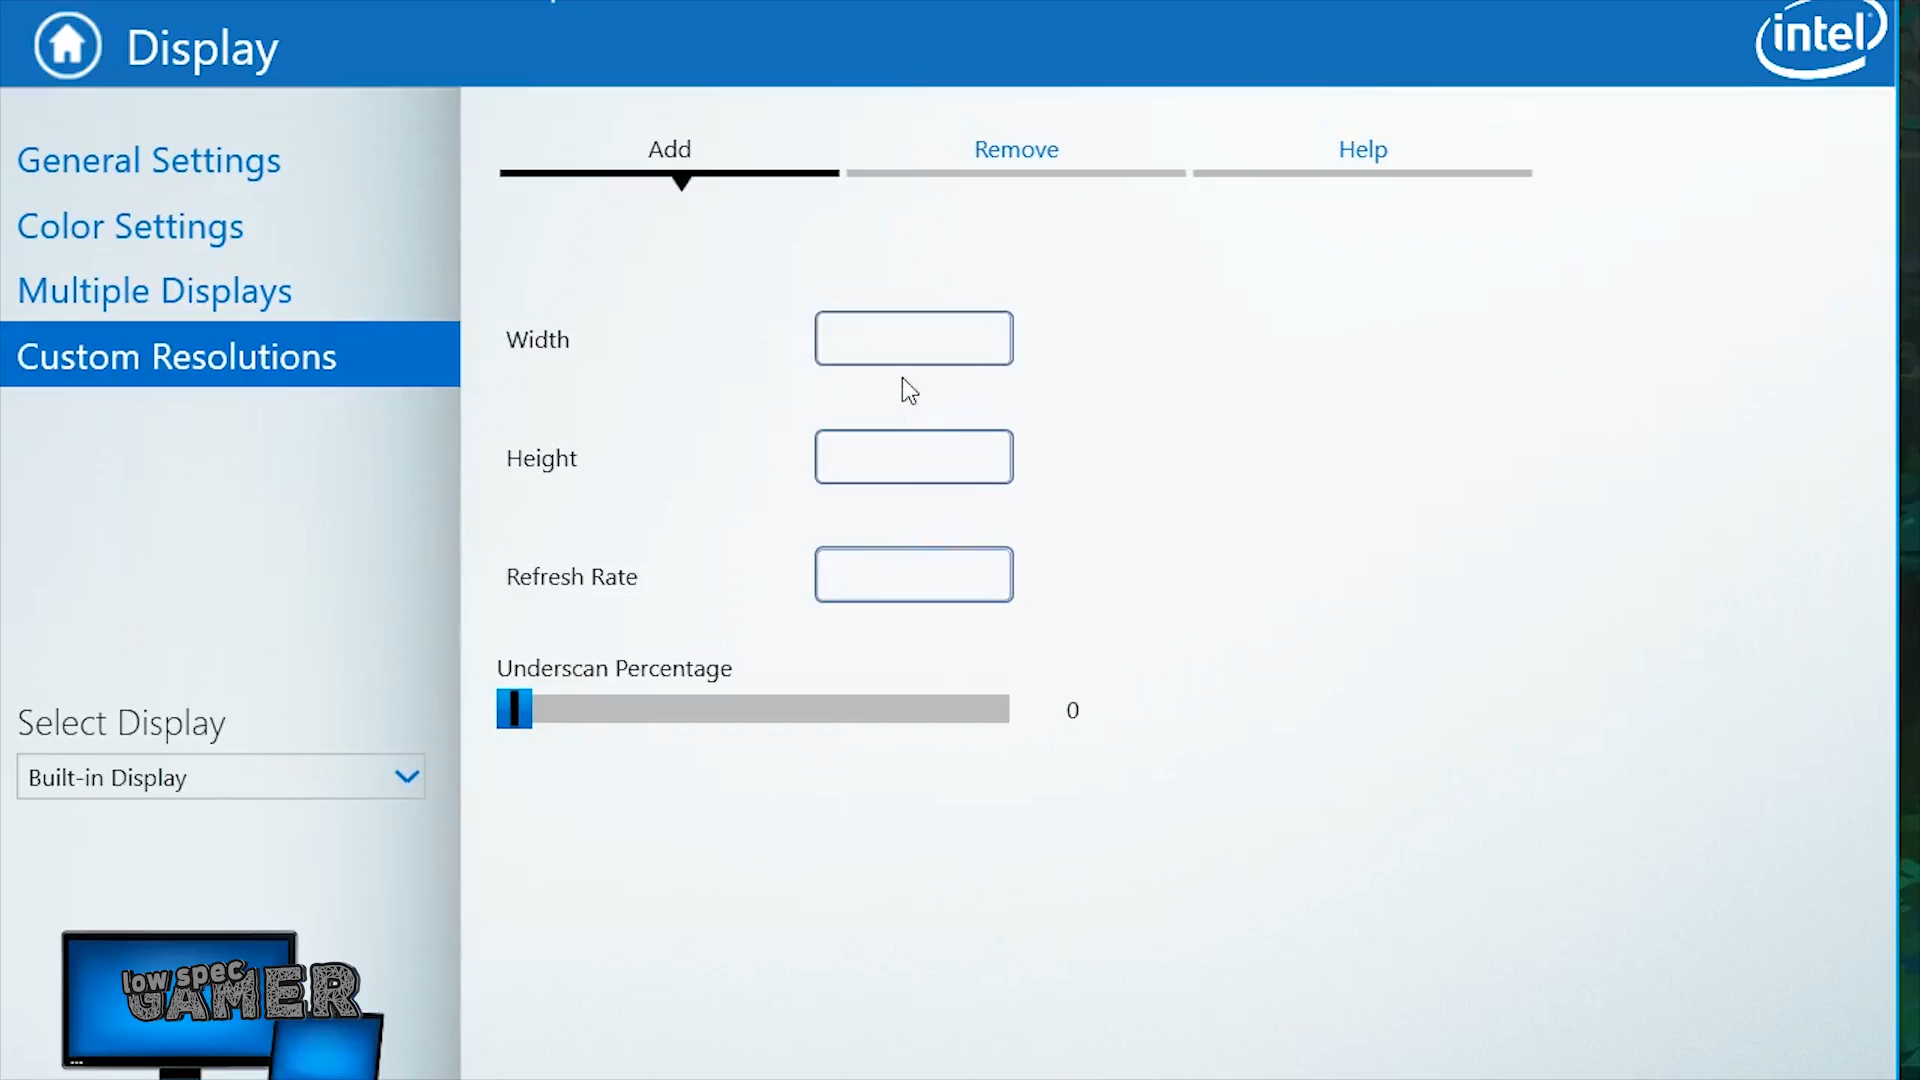 Display
intel
General Settings
Color Settings
Multiple Displays
Custom Resolutions
Add
Remove
Help
Width
Height
Refresh Rate
Underscan Percentage
0
Select Display
Built-in Display
low spec
GAMER